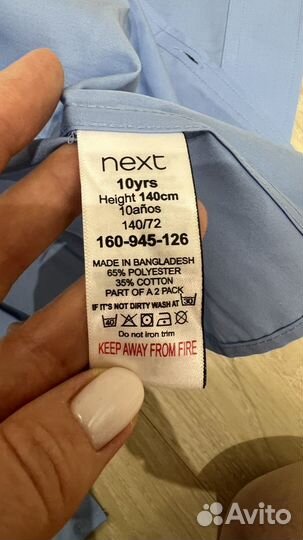 next
10yrs
Height 140cm
10años
140/72
160-945-126
MADE IN BANGLADESH
65% POLYESTER
35% COTTON
PART OF A 2 PACK
IF IT'S NOT DIRTY WASH AT 30
40
Do not iron trim
KEEP AWAY FROM FIRE
Avito